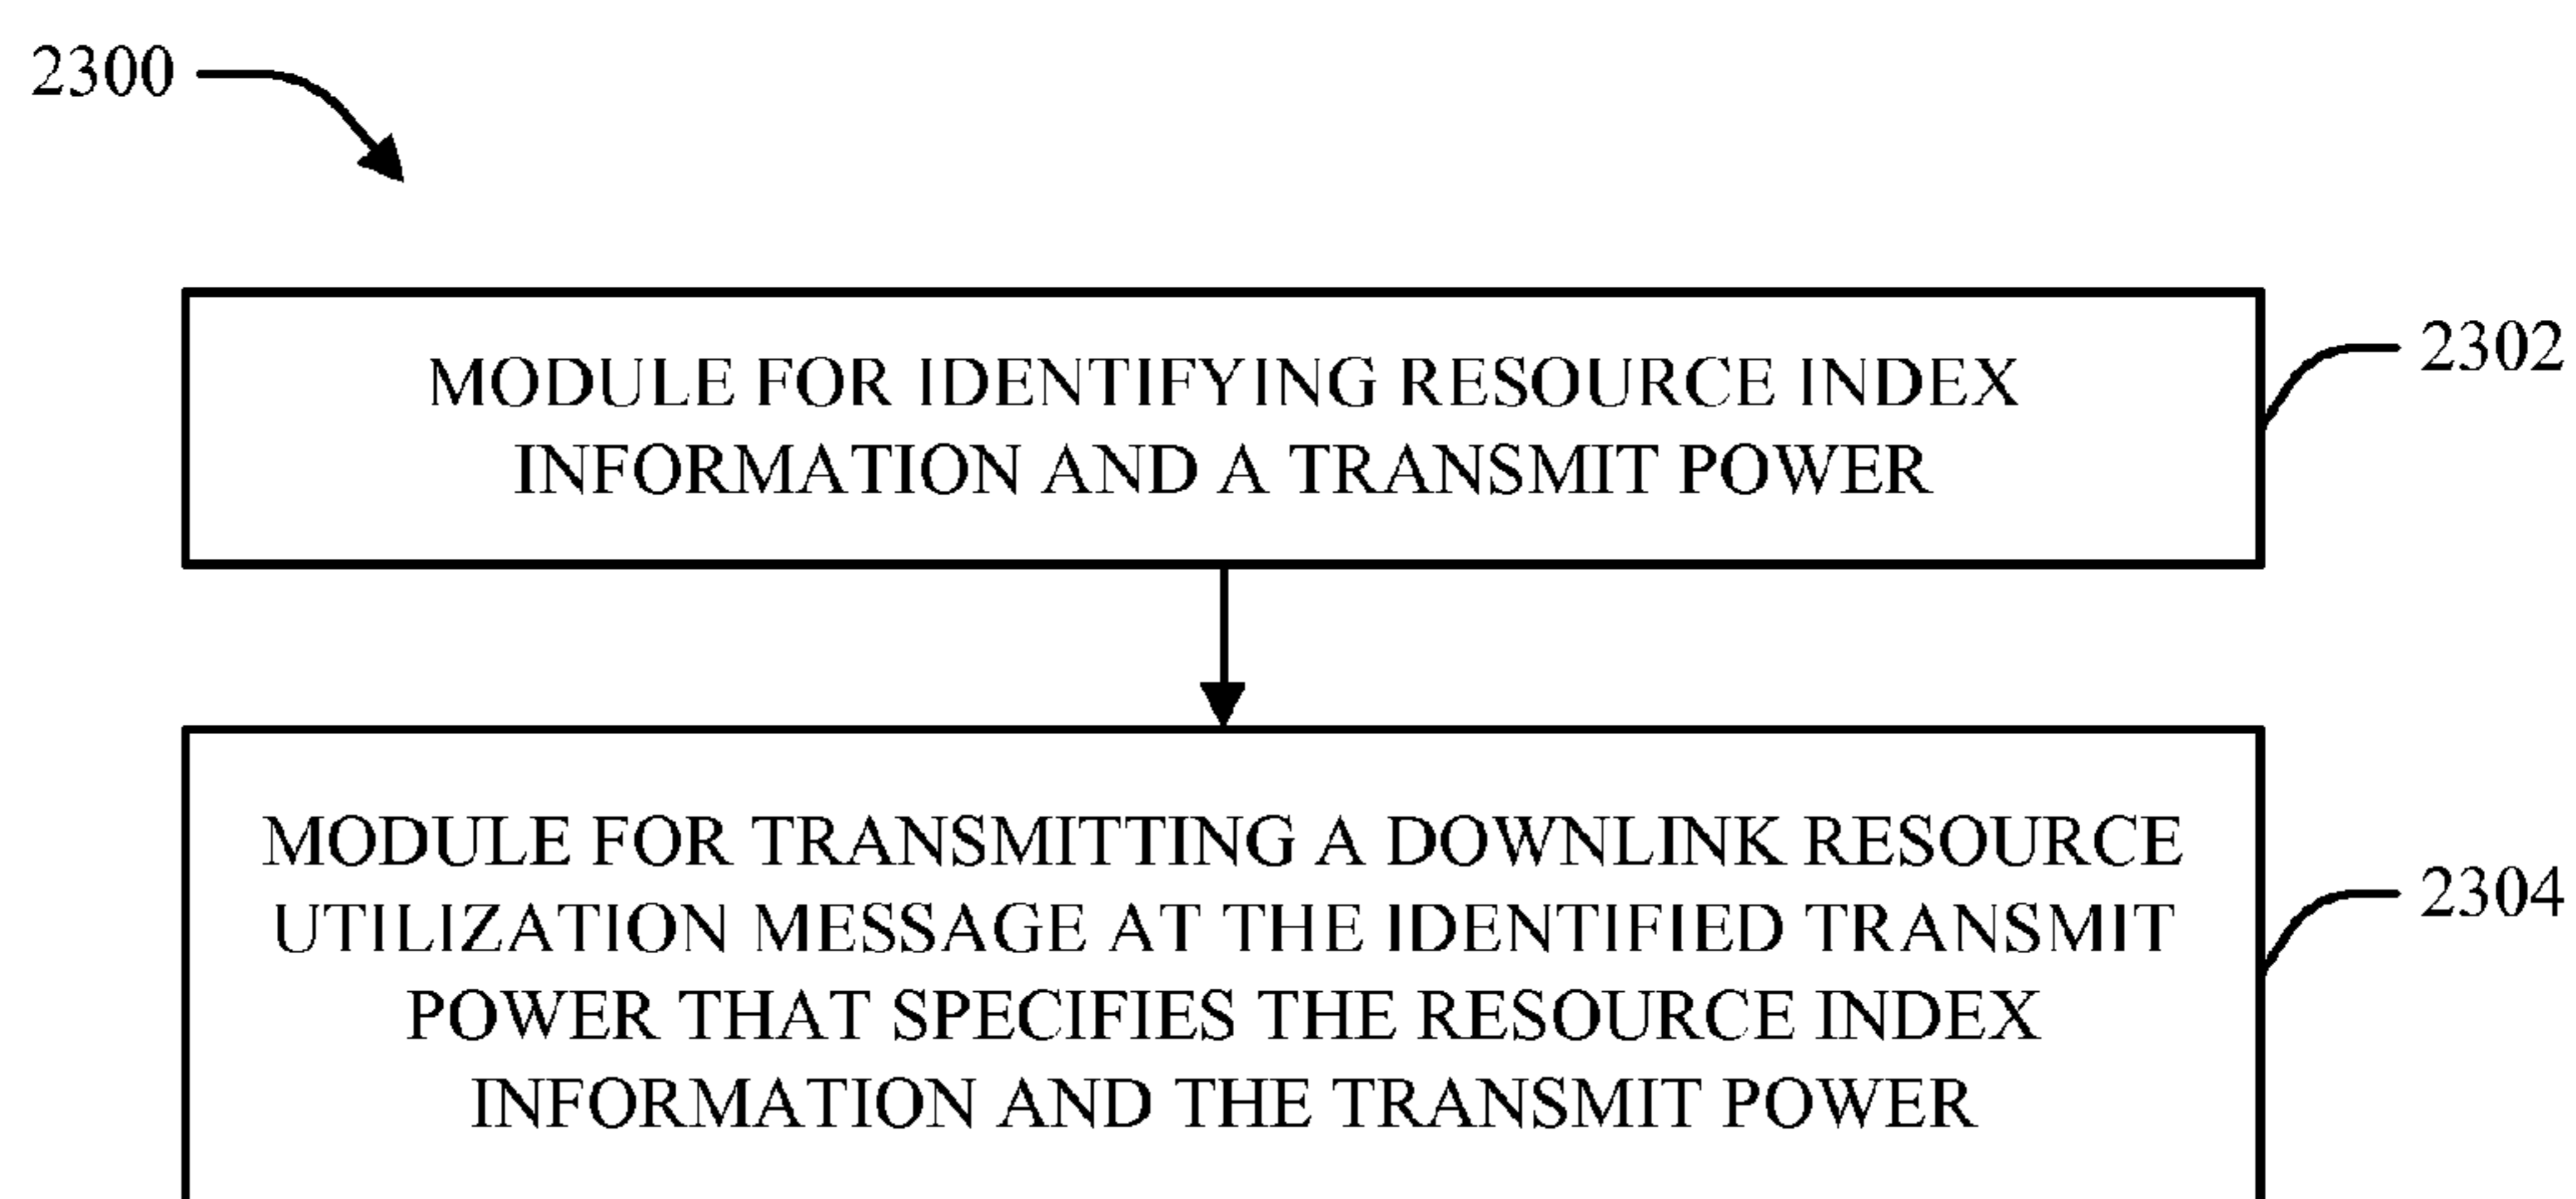 2300
MODULE FOR IDENTIFYING RESOURCE INDEX
INFORMATION AND A TRANSMIT POWER
2302
MODULE FOR TRANSMITTING A DOWNLINK RESOURCE
UTILIZATION MESSAGE AT THE IDENTIFIED TRANSMIT
POWER THAT SPECIFIES THE RESOURCE INDEX
INFORMATION AND THE TRANSMIT POWER
2304